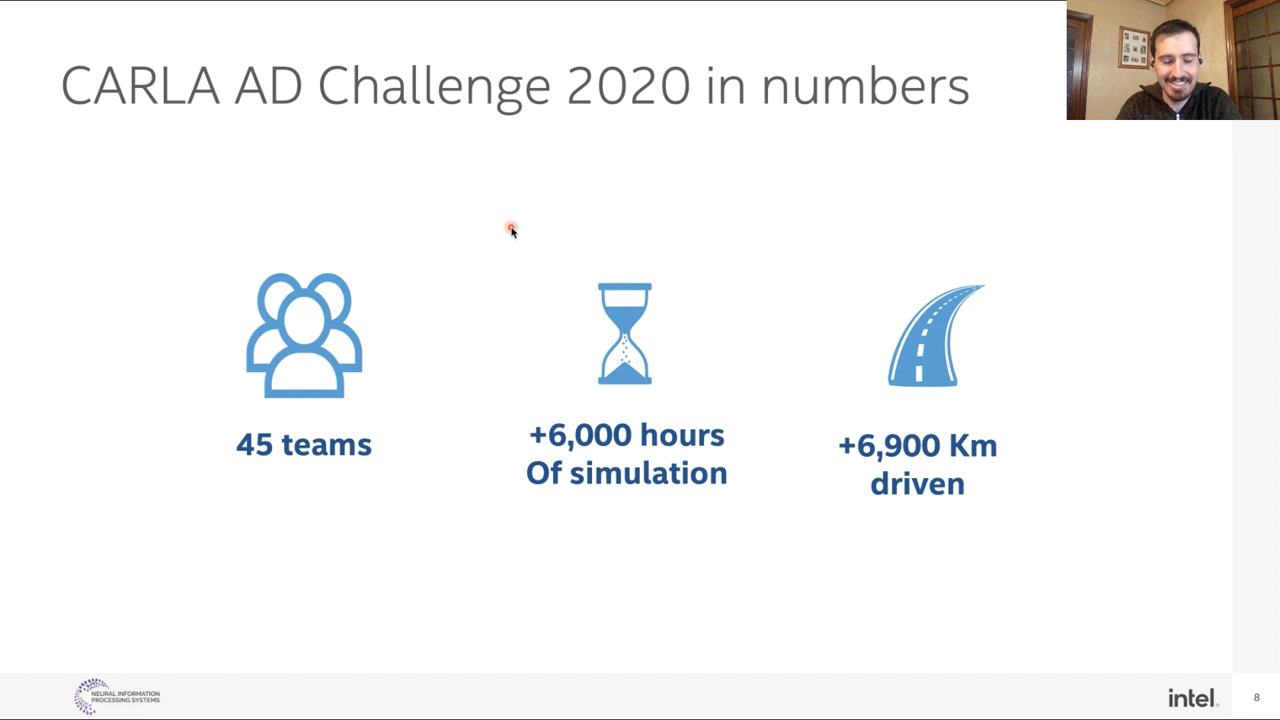 CARLA AD Challenge 2020 in numbers
45 teams
+6,000 hours
Of simulation
+6,900 Km
driven
NEURAL INFORMATION
PROCESSING SYSTEMS
intel.
8